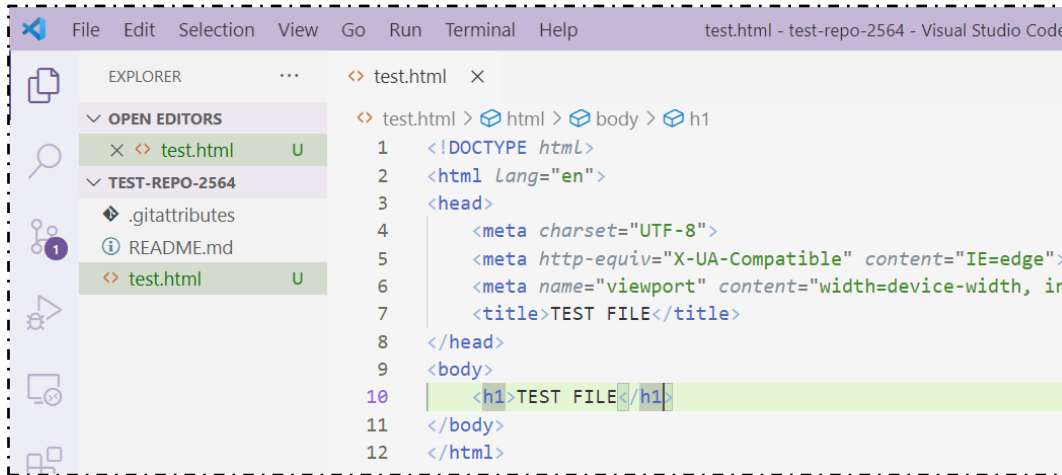 File Edit Selection View Go Run Terminal Help test.html - test-repo-2564 - Visual Studio Code
EXPLORER ···
OPEN EDITORS
test.html U
TEST-REPO-2564
.gitattributes
README.md
test.html U
1
test.html
test.html > html > body > h1
1 <!DOCTYPE html>
2 <html lang="en">
3 <head>
4 <meta charset="UTF-8">
5 <meta http-equiv="X-UA-Compatible" content="IE=edge">
6 <meta name="viewport" content="width=device-width, in
7 <title>TEST FILE</title>
8 </head>
9 <body>
10 <h1>TEST FILE</h1>
11 </body>
12 </html>